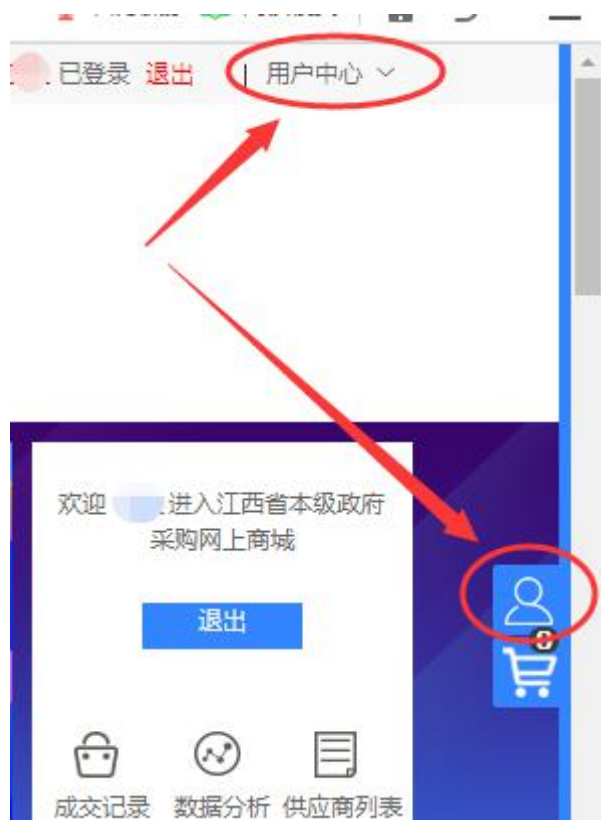 已登录 退出 | 用户中心
欢迎 进入江西省本级政府
采购网上商城
退出
0
成交记录 数据分析 供应商列表